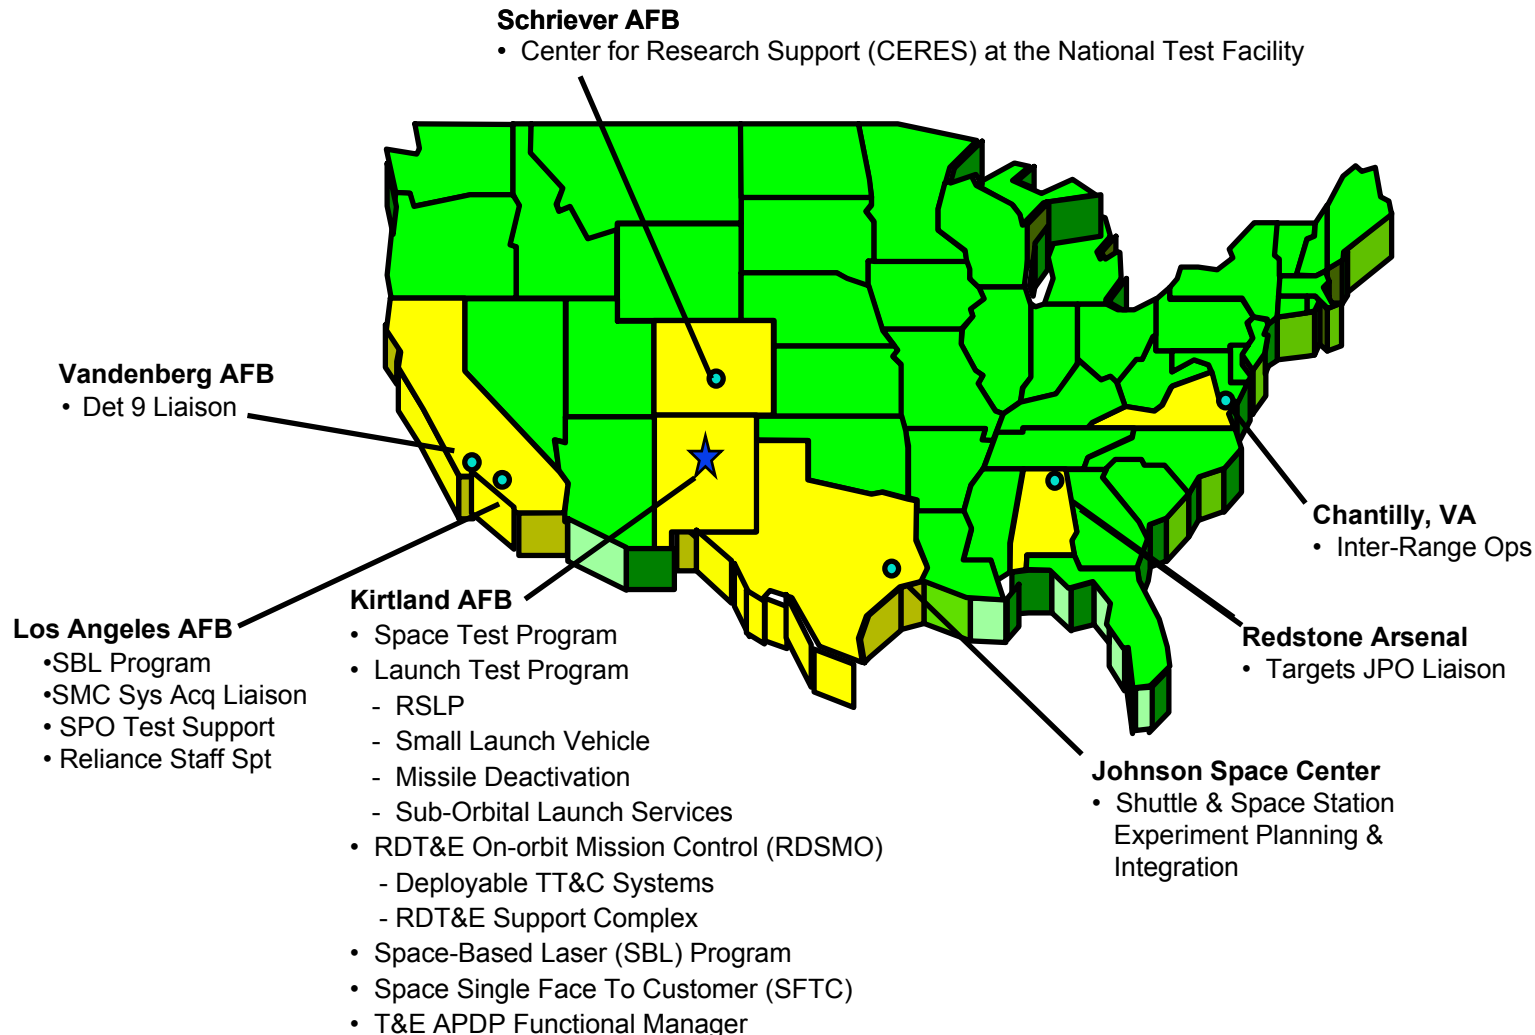 Schriever AFB
• Center for Research Support (CERES) at the National Test Facility
Vandenberg AFB
• Det 9 Liaison
Los Angeles AFB
•SBL Program
•SMC Sys Acq Liaison
• SPO Test Support
• Reliance Staff Spt
Kirtland AFB
• Space Test Program
• Launch Test Program
- RSLP
- Small Launch Vehicle
- Missile Deactivation
- Sub-Orbital Launch Services
• RDT&E On-orbit Mission Control (RDSMO)
- Deployable TT&C Systems
- RDT&E Support Complex
• Space-Based Laser (SBL) Program
• Space Single Face To Customer (SFTC)
• T&E APDP Functional Manager
Chantilly, VA
• Inter-Range Ops
Redstone Arsenal
• Targets JPO Liaison
Johnson Space Center
• Shuttle & Space Station
Experiment Planning &
Integration